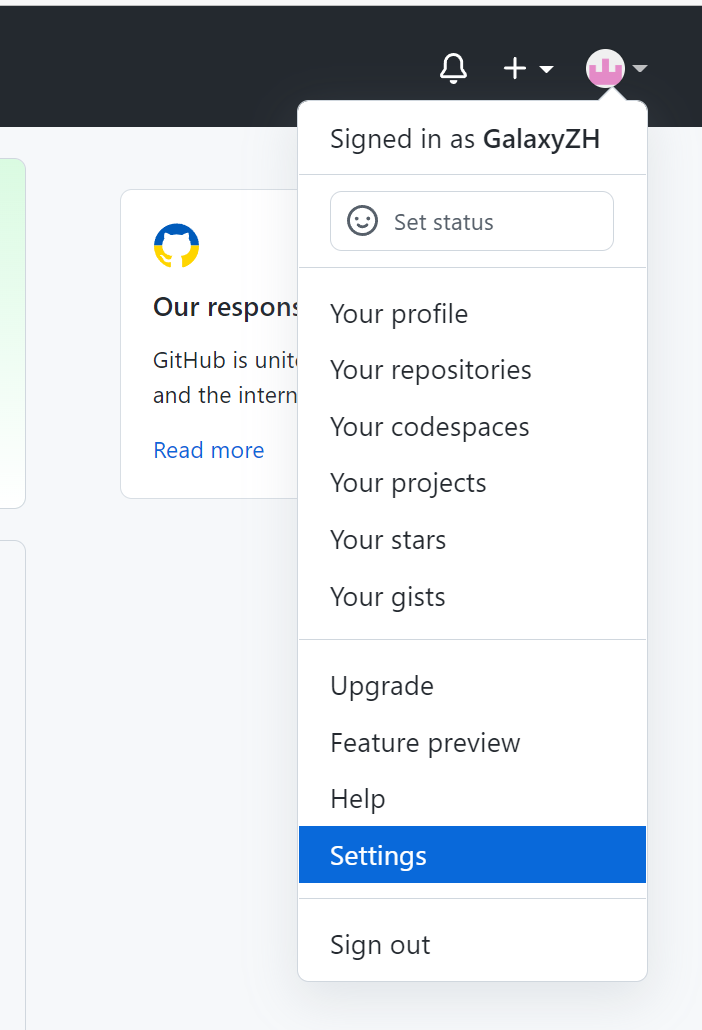 Signed in as GalaxyZH
Set status
Our respons
GitHub is unite
and the intern
Read more
Your profile
Your repositories
Your codespaces
Your projects
Your stars
Your gists
Upgrade
Feature preview
Help
Settings
Sign out